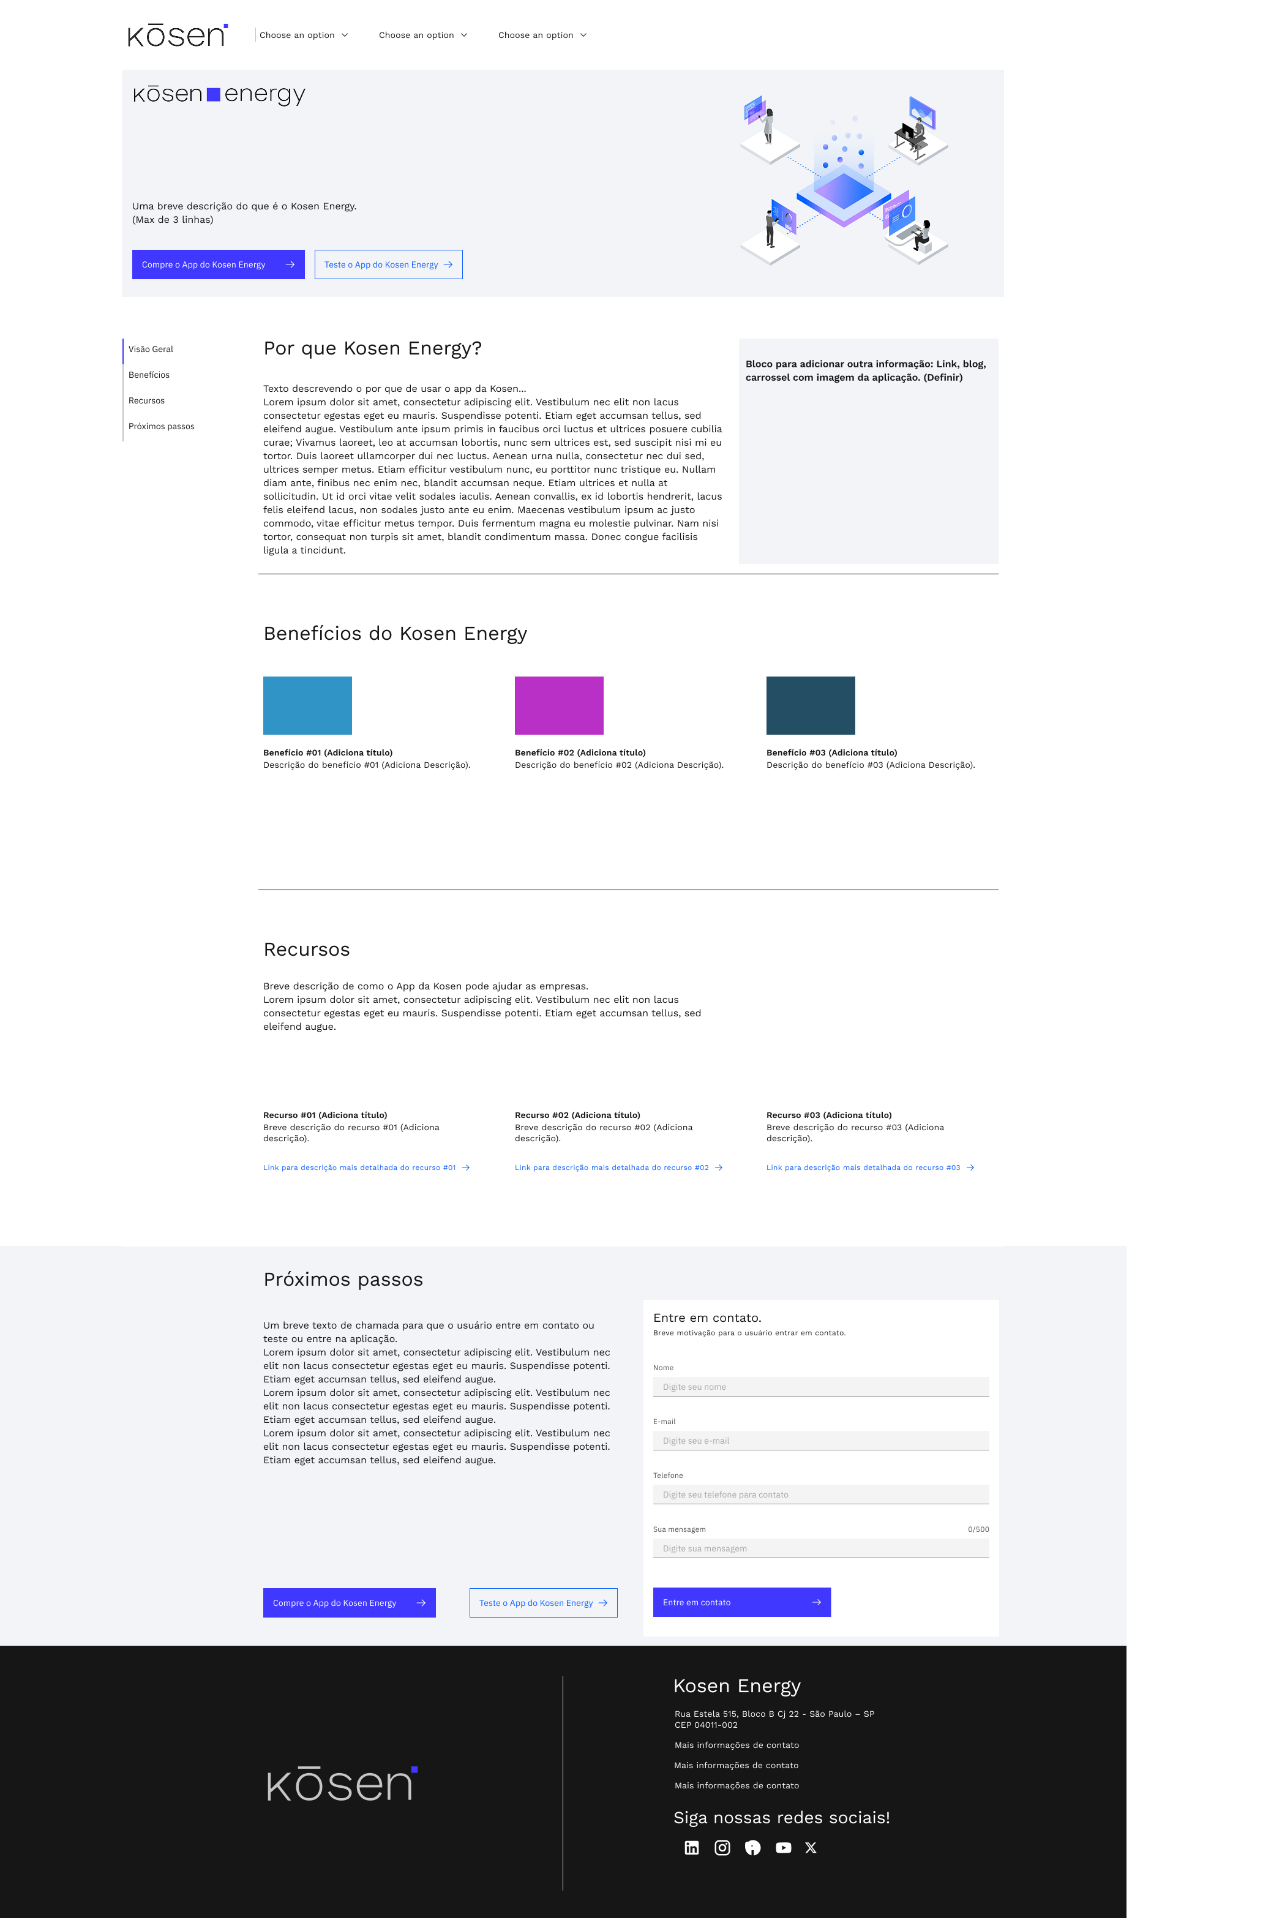 kōsen
Choose an option
Choose an option
Choose an option
kōsen energy
Uma breve descrição do que é o Kosen Energy.
(Max de 3 linhas)
Compre o App do Kosen Energy
Teste o App do Kosen Energy
Visão Geral
Benefícios
Recursos
Próximos passos
Por que Kosen Energy?
Texto descrevendo o por que de usar o app da Kosen...
Lorem ipsum dolor sit amet, consectetur adipiscing elit. Vestibulum nec elit non lacus
consectetur egestas eget eu mauris. Suspendisse potenti. Etiam eget accumsan tellus, sed
eleifend augue. Vestibulum ante ipsum primis in faucibus orci luctus et ultrices posuere cubilia
curae; Vivamus laoreet, leo at accumsan lobortis, nunc sem ultrices est, sed suscipit nisi mi eu
tortor. Duis laoreet ullamcorper dui nec luctus. Aenean urna nulla, consectetur nec dui sed,
ultrices semper metus. Etiam efficitur vestibulum nunc, eu porttitor nunc tristique eu. Nullam
diam ante, finibus nec enim nec, blandit accumsan neque. Etiam ultrices et nulla at
sollicitudin. Ut id orci vitae velit sodales iaculis. Aenean convallis, ex id lobortis hendrerit, lacus
felis eleifend lacus, non sodales justo ante eu enim. Maecenas vestibulum ipsum ac justo
commodo, vitae efficitur metus tempor. Duis fermentum magna eu molestie pulvinar. Nam nisi
tortor, consequat non turpis sit amet, blandit condimentum massa. Donec congue facilisis
ligula a tincidunt.
Bloco para adicionar outra informação: Link, blog,
carrossel com imagem da aplicação. (Definir)
Benefícios do Kosen Energy
Benefício #01 (Adiciona título)
Descrição do benefício #01 (Adiciona Descrição).
Benefício #02 (Adiciona título)
Descrição do benefício #02 (Adiciona Descrição).
Benefício #03 (Adiciona título)
Descrição do benefício #03 (Adiciona Descrição).
Recursos
Breve descrição de como o App da Kosen pode ajudar as empresas.
Lorem ipsum dolor sit amet, consectetur adipiscing elit. Vestibulum nec elit non lacus
consectetur egestas eget eu mauris. Suspendisse potenti. Etiam eget accumsan tellus, sed
eleifend augue.
Recurso #01 (Adiciona título)
Breve descrição do recurso #01 (Adiciona
descrição).
Link para descrição mais detalhada do recurso #01
Recurso #02 (Adiciona título)
Breve descrição do recurso #02 (Adiciona
descrição).
Link para descrição mais detalhada do recurso #02
Recurso #03 (Adiciona título)
Breve descrição do recurso #03 (Adiciona
descrição).
Link para descrição mais detalhada do recurso #03
Próximos passos
Um breve texto de chamada para que o usuário entre em contato ou
teste ou entre na aplicação.
Lorem ipsum dolor sit amet, consectetur adipiscing elit. Vestibulum nec
elit non lacus consectetur egestas eget eu mauris. Suspendisse potenti.
Etiam eget accumsan tellus, sed eleifend augue.
Lorem ipsum dolor sit amet, consectetur adipiscing elit. Vestibulum nec
elit non lacus consectetur egestas eget eu mauris. Suspendisse potenti.
Etiam eget accumsan tellus, sed eleifend augue.
Lorem ipsum dolor sit amet, consectetur adipiscing elit. Vestibulum nec
elit non lacus consectetur egestas eget eu mauris. Suspendisse potenti.
Etiam eget accumsan tellus, sed eleifend augue.
Compre o App do Kosen Energy
Teste o App do Kosen Energy
Entre em contato.
Breve motivação para o usuário entrar em contato.
Nome
Digite seu nome
E-mail
Digite seu e-mail
Telefone
Digite seu telefone para contato
Sua mensagem
0/500
Digite sua mensagem
Entre em contato
kōsen
Kosen Energy
Rua Estela 515, Bloco B Cj 22 - São Paulo – SP
CEP 04011-002
Mais informações de contato
Mais informações de contato
Mais informações de contato
Siga nossas redes sociais!